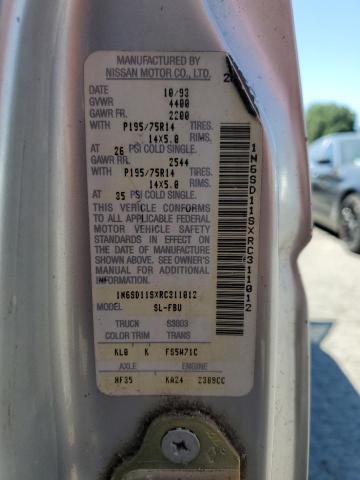 MANUFACTURED BY
NISSAN MOTOR CO., LTD.
DATE 10/93
GVWR 4400
GAWR FR. 2200
WITH P195/75R14 TIRES.
14X5.0 RIMS.
AT 26 PSI COLD SINGLE.
GAWR RR. 2544
WITH P195/75R14 TIRES.
14X5.0 RIMS.
AT 35 PSI COLD SINGLE.
THIS VEHICLE CONFORMS
TO ALL APPLICABLE FEDERAL
MOTOR VEHICLE SAFETY
STANDARDS IN EFFECT ON THE
DATE OF MANUFACTURE
SHOWN ABOVE. SEE OWNER'S
MANUAL FOR ADDITIONAL
INFORMATION.
1N6SD11SXRC311012
MODEL SL-FBU
TRUCK S3803
COLOR TRIM TRANS
KL0 K FS5W71C
AXLE ENGINE
HF35 KA24 2389CC
1N6SD11SXRC311012